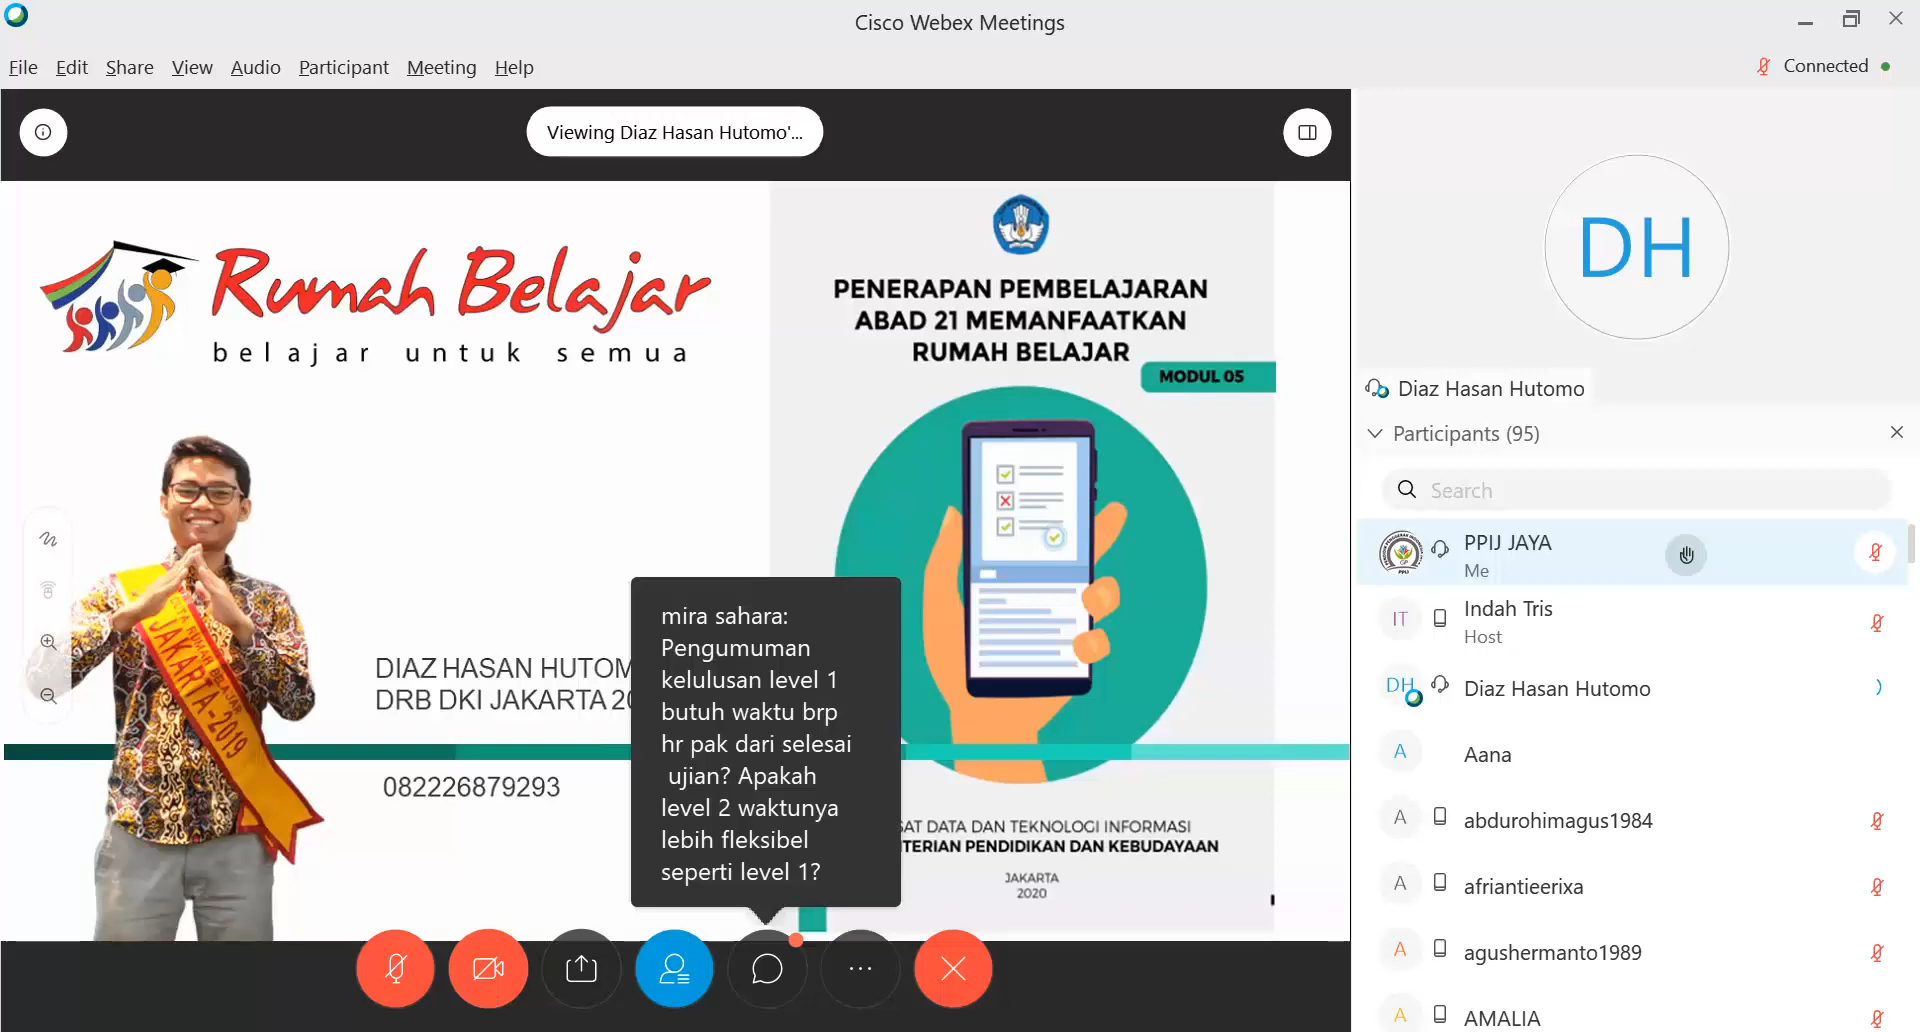 Cisco Webex Meetings
File Edit Share View Audio Participant Meeting Help
Connected
Viewing Diaz Hasan Hutomo'...
Rumah Belajar
belajar untuk semua
PENERAPAN PEMBELAJARAN
ABAD 21 MEMANFAATKAN
RUMAH BELAJAR
MODUL 05
DUTA RUMAH BELAJAR
JAKARTA-2019
DIAZ HASAN HUTOM
DRB DKI JAKARTA 20
082226879293
mira sahara:
Pengumuman
kelulusan level 1
butuh waktu brp
hr pak dari selesai
ujian? Apakah
level 2 waktunya
lebih fleksibel
seperti level 1?
SAT DATA DAN TEKNOLOGI INFORMASI
TERIAN PENDIDIKAN DAN KEBUDAYAAN
JAKARTA
2020
DH
Diaz Hasan Hutomo
Participants (95)
Search
PPIJ JAYA
Me
IT
Indah Tris
Host
DH
Diaz Hasan Hutomo
A
Aana
A
abdurohimagus1984
A
afriantieerixa
A
agushermanto1989
A
AMALIA